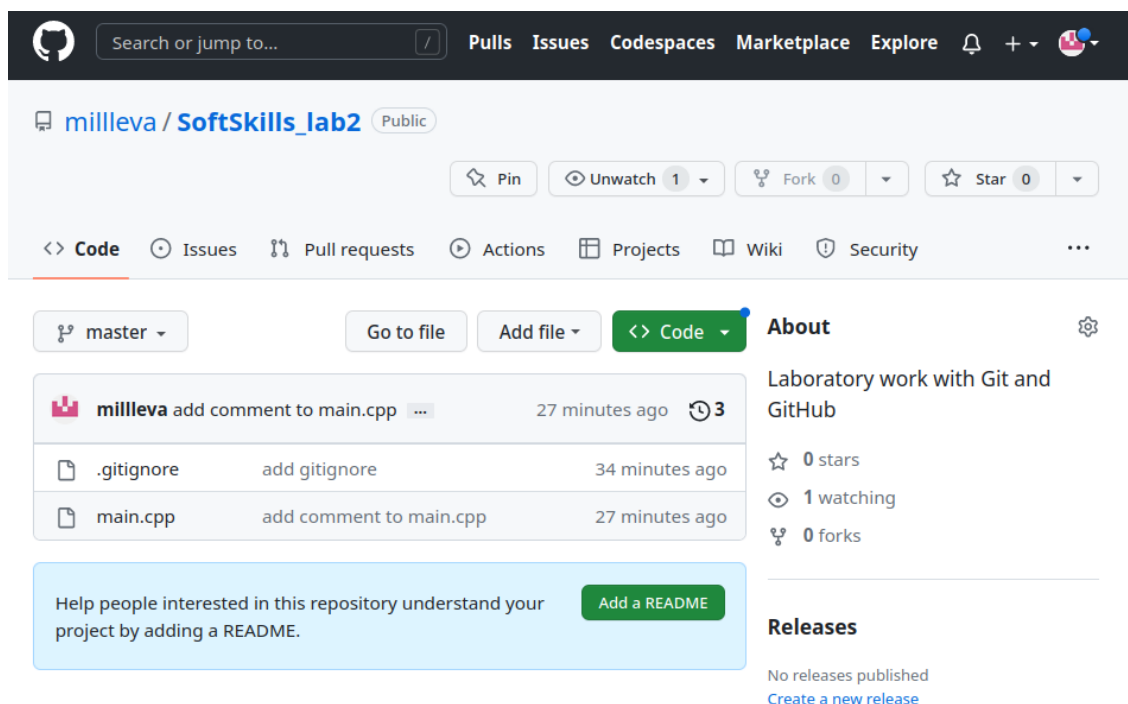 Search or jump to... / Pulls Issues Codespaces Marketplace Explore
millleva / SoftSkills_lab2 Public
Pin Unwatch 1 Fork 0 Star 0
<> Code Issues Pull requests Actions Projects Wiki Security ...
master Go to file Add file <> Code
About
Laboratory work with Git and
GitHub
millleva add comment to main.cpp ... 27 minutes ago 3
.gitignore add gitignore 34 minutes ago
main.cpp add comment to main.cpp 27 minutes ago
0 stars
1 watching
0 forks
Help people interested in this repository understand your
project by adding a README.
Add a README
Releases
No releases published
Create a new release